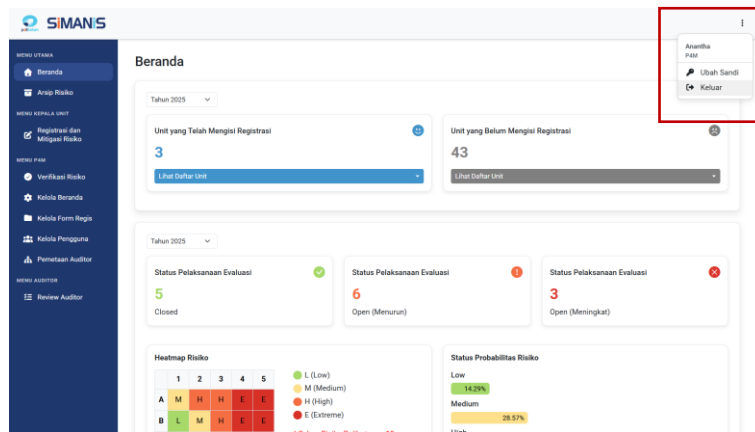 SiMANiS
Anantha
P4M
Ubah Sandi
Keluar
MENU UTAMA
Beranda
Arsip Risiko
MENU KEPALA UNIT
Registrasi dan
Mitigasi Risiko
MENU P4M
Verifikasi Risiko
Kelola Beranda
Kelola Form Regis
Kelola Pengguna
Pemetaan Auditor
MENU AUDITOR
Review Auditor
Beranda
Tahun 2025
Unit yang Telah Mengisi Registrasi
3
Lihat Daftar Unit
Unit yang Belum Mengisi Registrasi
43
Lihat Daftar Unit
Tahun 2025
Status Pelaksanaan Evaluasi
5
Closed
Status Pelaksanaan Evaluasi
6
Open (Menurun)
Status Pelaksanaan Evaluasi
3
Open (Meningkat)
Heatmap Risiko
1 2 3 4 5
A M H H E E
B L M H E E
L (Low)
M (Medium)
H (High)
E (Extreme)
Status Probabilitas Risiko
Low
14.29%
Medium
28.57%